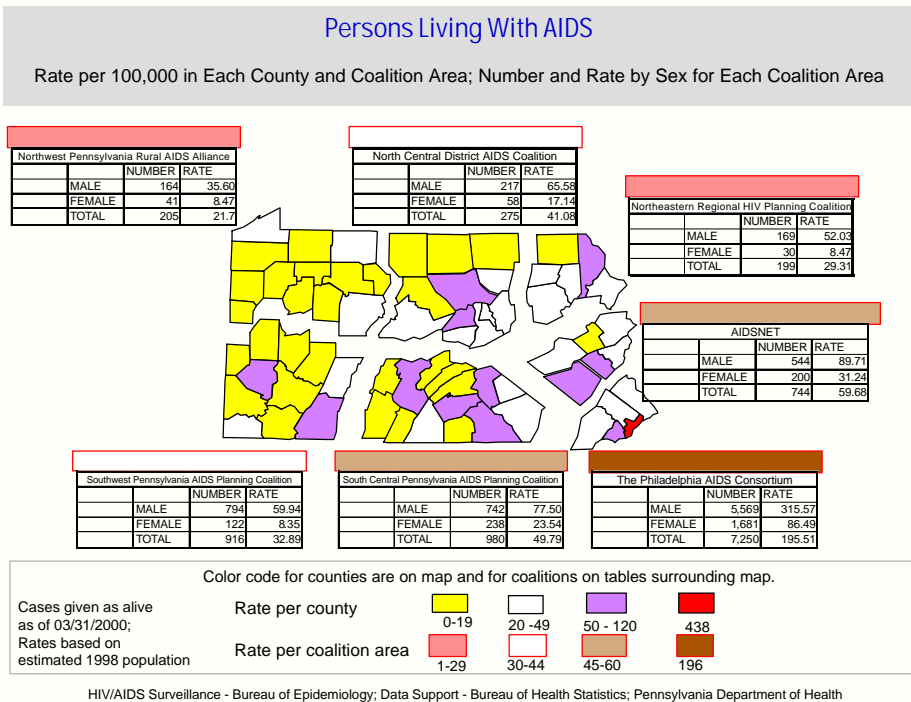 Persons Living With AIDS
Rate per 100,000 in Each County and Coalition Area; Number and Rate by Sex for Each Coalition Area
Northwest Pennsylvania Rural AIDS Alliance
NUMBER RATE
MALE 164 35.60
FEMALE 41 8.47
TOTAL 205 21.7
North Central District AIDS Coalition
NUMBER RATE
MALE 217 65.58
FEMALE 58 17.14
TOTAL 275 41.08
Northeastern Regional HIV Planning Coalition
NUMBER RATE
MALE 169 52.03
FEMALE 30 8.47
TOTAL 199 29.31
AIDSNET
NUMBER RATE
MALE 544 89.71
FEMALE 200 31.24
TOTAL 744 59.68
Southwest Pennsylvania AIDS Planning Coalition
NUMBER RATE
MALE 794 59.94
FEMALE 122 8.35
TOTAL 916 32.89
South Central Pennsylvania AIDS Planning Coalition
NUMBER RATE
MALE 742 77.50
FEMALE 238 23.54
TOTAL 980 49.79
The Philadelphia AIDS Consortium
NUMBER RATE
MALE 5,569 315.57
FEMALE 1,681 86.49
TOTAL 7,250 195.51
Color code for counties are on map and for coalitions on tables surrounding map.
Cases given as alive
as of 03/31/2000;
Rates based on
estimated 1998 population
Rate per county
0-19 20 -49 50 - 120 438
Rate per coalition area
1-29 30-44 45-60 196
HIV/AIDS Surveillance - Bureau of Epidemiology; Data Support - Bureau of Health Statistics; Pennsylvania Department of Health